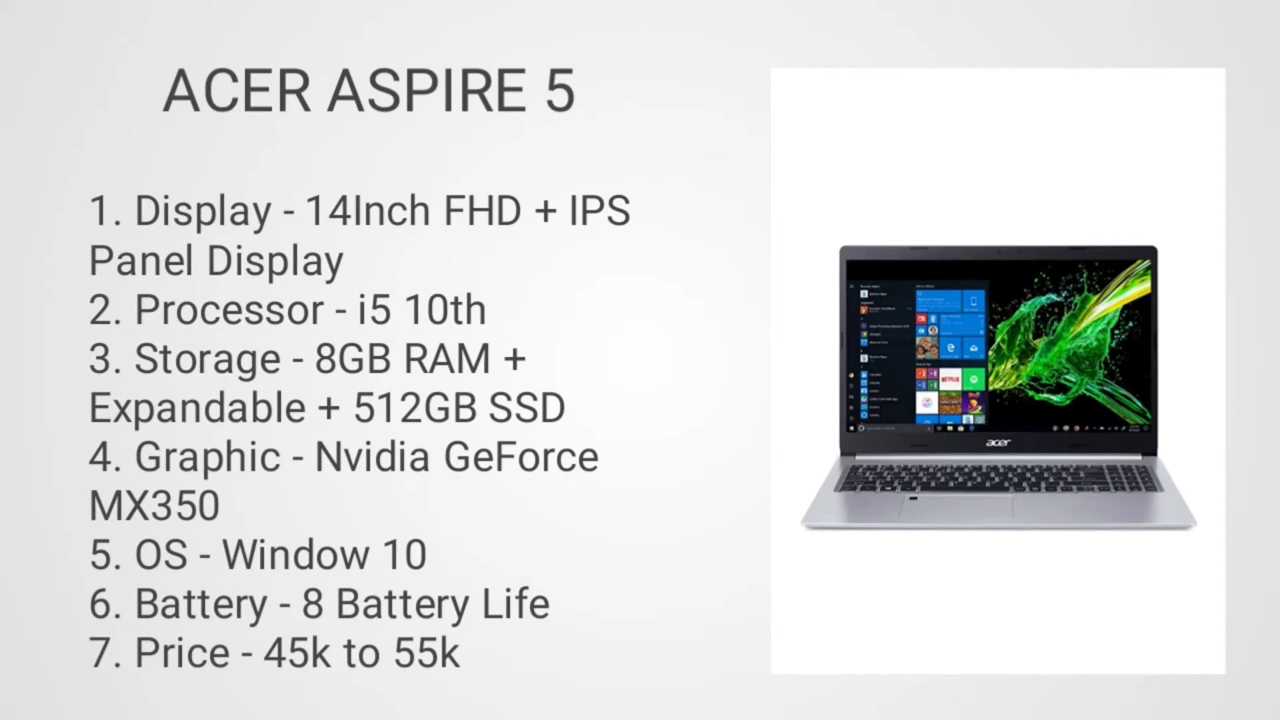 ACER ASPIRE 5
1. Display - 14Inch FHD + IPS
Panel Display
2. Processor - i5 10th
3. Storage - 8GB RAM +
Expandable + 512GB SSD
4. Graphic - Nvidia GeForce
MX350
5. OS - Window 10
6. Battery - 8 Battery Life
7. Price - 45k to 55k
NETFLIX
acer